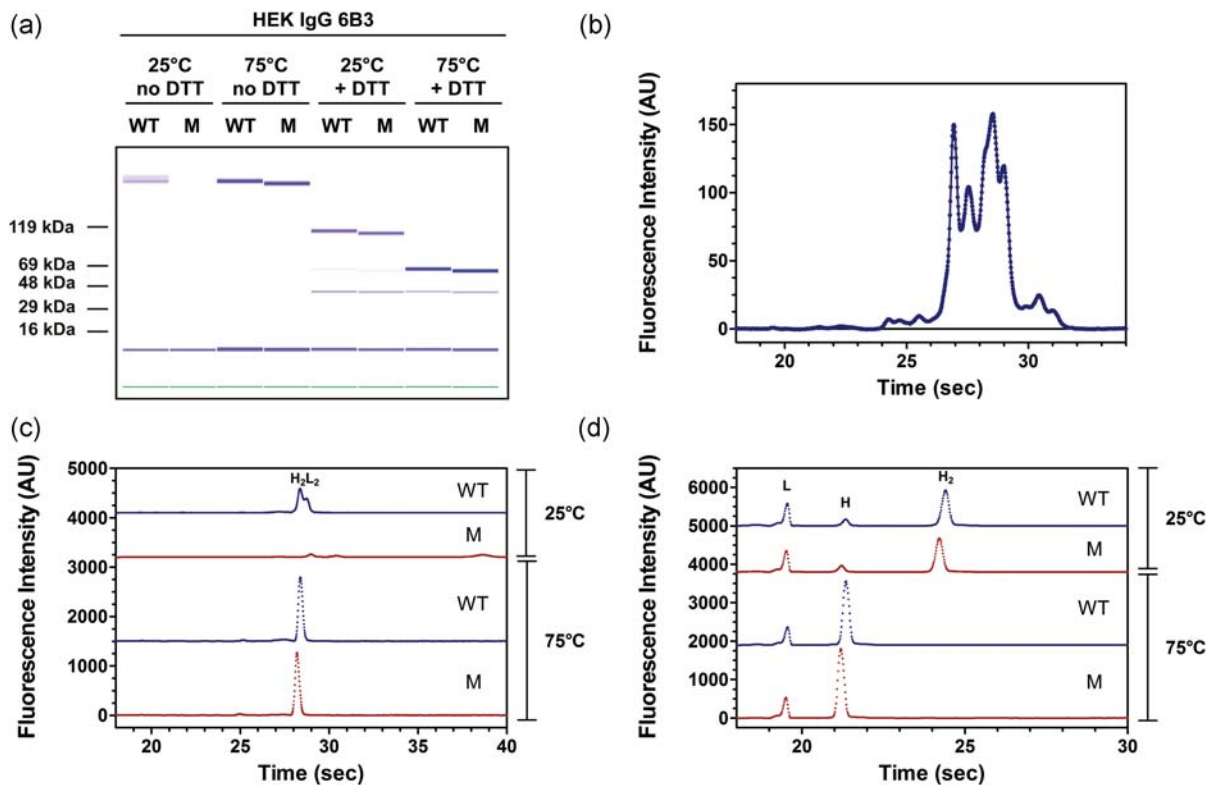 (a)
HEK IgG 6B3
25°C 75°C 25°C 75°C
no DTT no DTT + DTT + DTT
WT M WT M WT M WT M
119 kDa
69 kDa
48 kDa
29 kDa
16 kDa
(b)
Fluorescence Intensity (AU)
150
100
50
0
20 25 30
Time (sec)
(c)
Fluorescence Intensity (AU)
5000
4000
3000
2000
1000
0
H₂L₂
WT
M
25°C
WT
M
75°C
20 25 30 35 40
Time (sec)
(d)
Fluorescence Intensity (AU)
6000
5000
4000
3000
2000
1000
0
L H H₂
WT
M
25°C
WT
M
75°C
20 25 30
Time (sec)